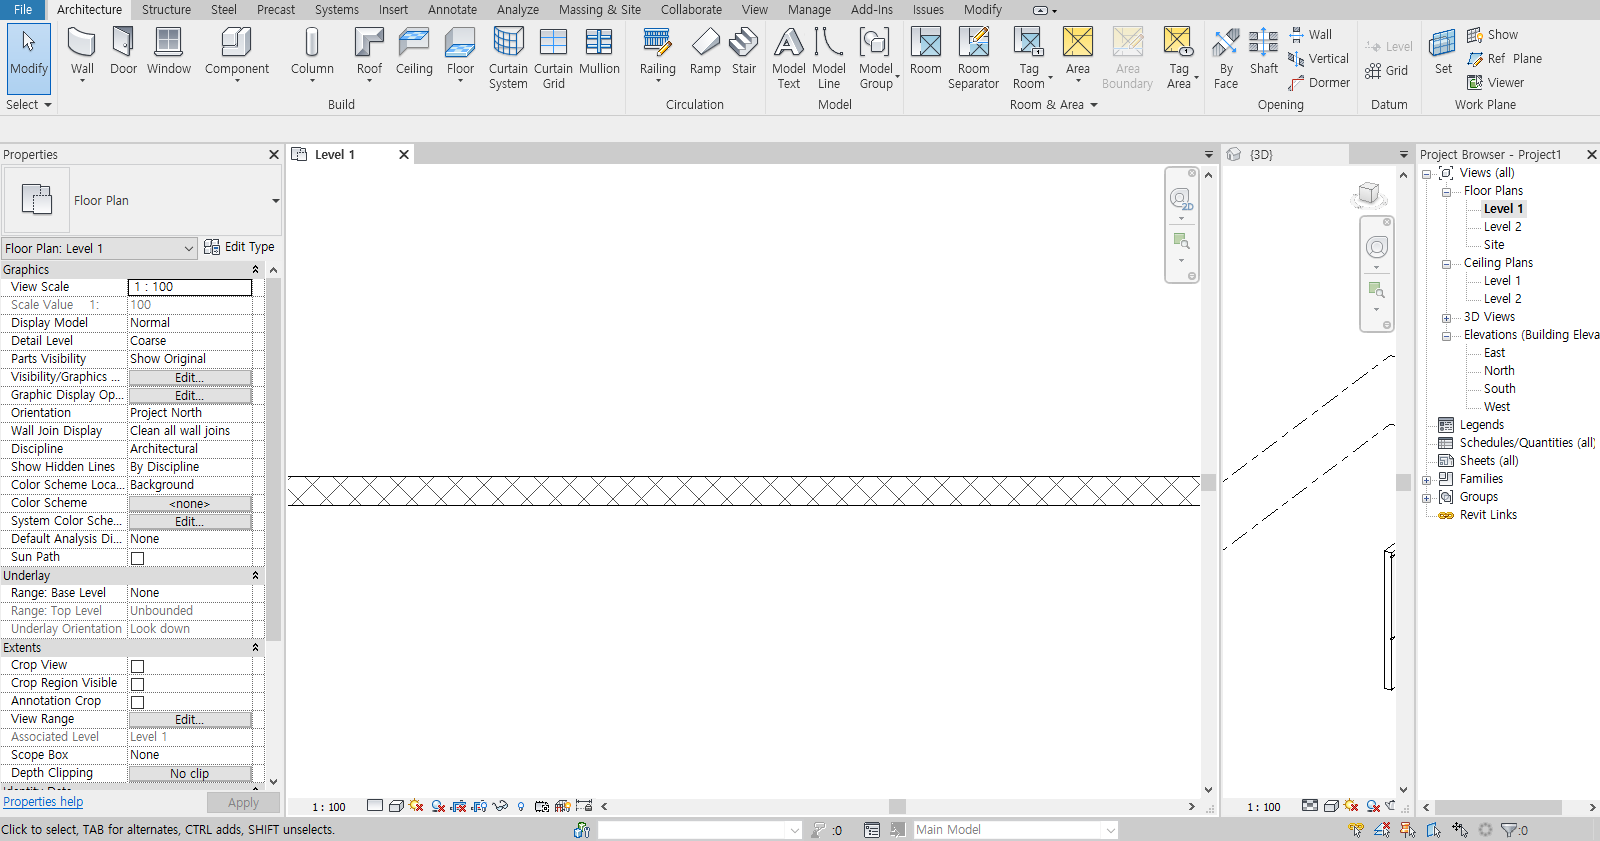 File Architecture Structure Steel Precast Systems Insert Annotate Analyze Massing & Site Collaborate View Manage Add-Ins Issues Modify
Modify Wall Door Window Component Column Roof Ceiling Floor Curtain System Curtain Grid Mullion Railing Ramp Stair Model Text Model Line Model Group Room Room Separator Tag Room Area Area Boundary Tag Area By Face Shaft Wall Vertical Dormer Level Grid Set Show Ref Plane Viewer
Select Build Circulation Model Room & Area Opening Datum Work Plane
Properties
Floor Plan
Floor Plan: Level 1 Edit Type
Graphics
View Scale 1 : 100
Scale Value 1: 100
Display Model Normal
Detail Level Coarse
Parts Visibility Show Original
Visibility/Graphics ... Edit...
Graphic Display Op... Edit...
Orientation Project North
Wall Join Display Clean all wall joins
Discipline Architectural
Show Hidden Lines By Discipline
Color Scheme Loca... Background
Color Scheme <none>
System Color Sche... Edit...
Default Analysis Di... None
Sun Path
Underlay
Range: Base Level None
Range: Top Level Unbounded
Underlay Orientation Look down
Extents
Crop View
Crop Region Visible
Annotation Crop
View Range Edit...
Associated Level Level 1
Scope Box None
Depth Clipping No clip
Properties help Apply
Level 1
2D
1 : 100
{3D}
1 : 100
Project Browser - Project1
Views (all)
Floor Plans
Level 1
Level 2
Site
Ceiling Plans
Level 1
Level 2
3D Views
Elevations (Building Eleva
East
North
South
West
Legends
Schedules/Quantities (all)
Sheets (all)
Families
Groups
Revit Links
Click to select, TAB for alternates, CTRL adds, SHIFT unselects. :0 Main Model :0